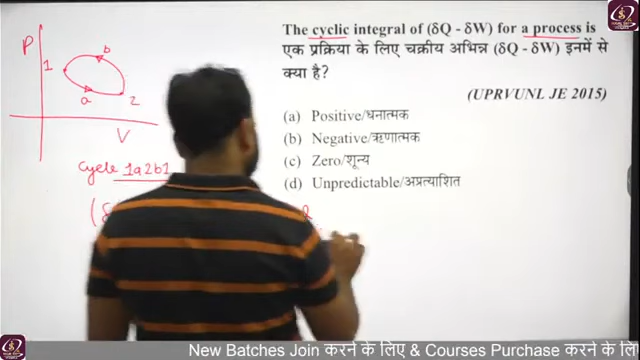 The cyclic integral of (δQ - δW) for a process is
एक प्रक्रिया के लिए चक्रीय अभिन्न (δQ - δW) इनमें से
क्या है?
(UPRVUNL JE 2015)
(a) Positive/धनात्मक
(b) Negative/ऋणात्मक
(c) Zero/शून्य
(d) Unpredictable/अप्रत्याशित
P
b
1
a
2
V
Cycle 1a2b1
(δ
New Batches Join करने के लिए & Courses Purchase करने के लि